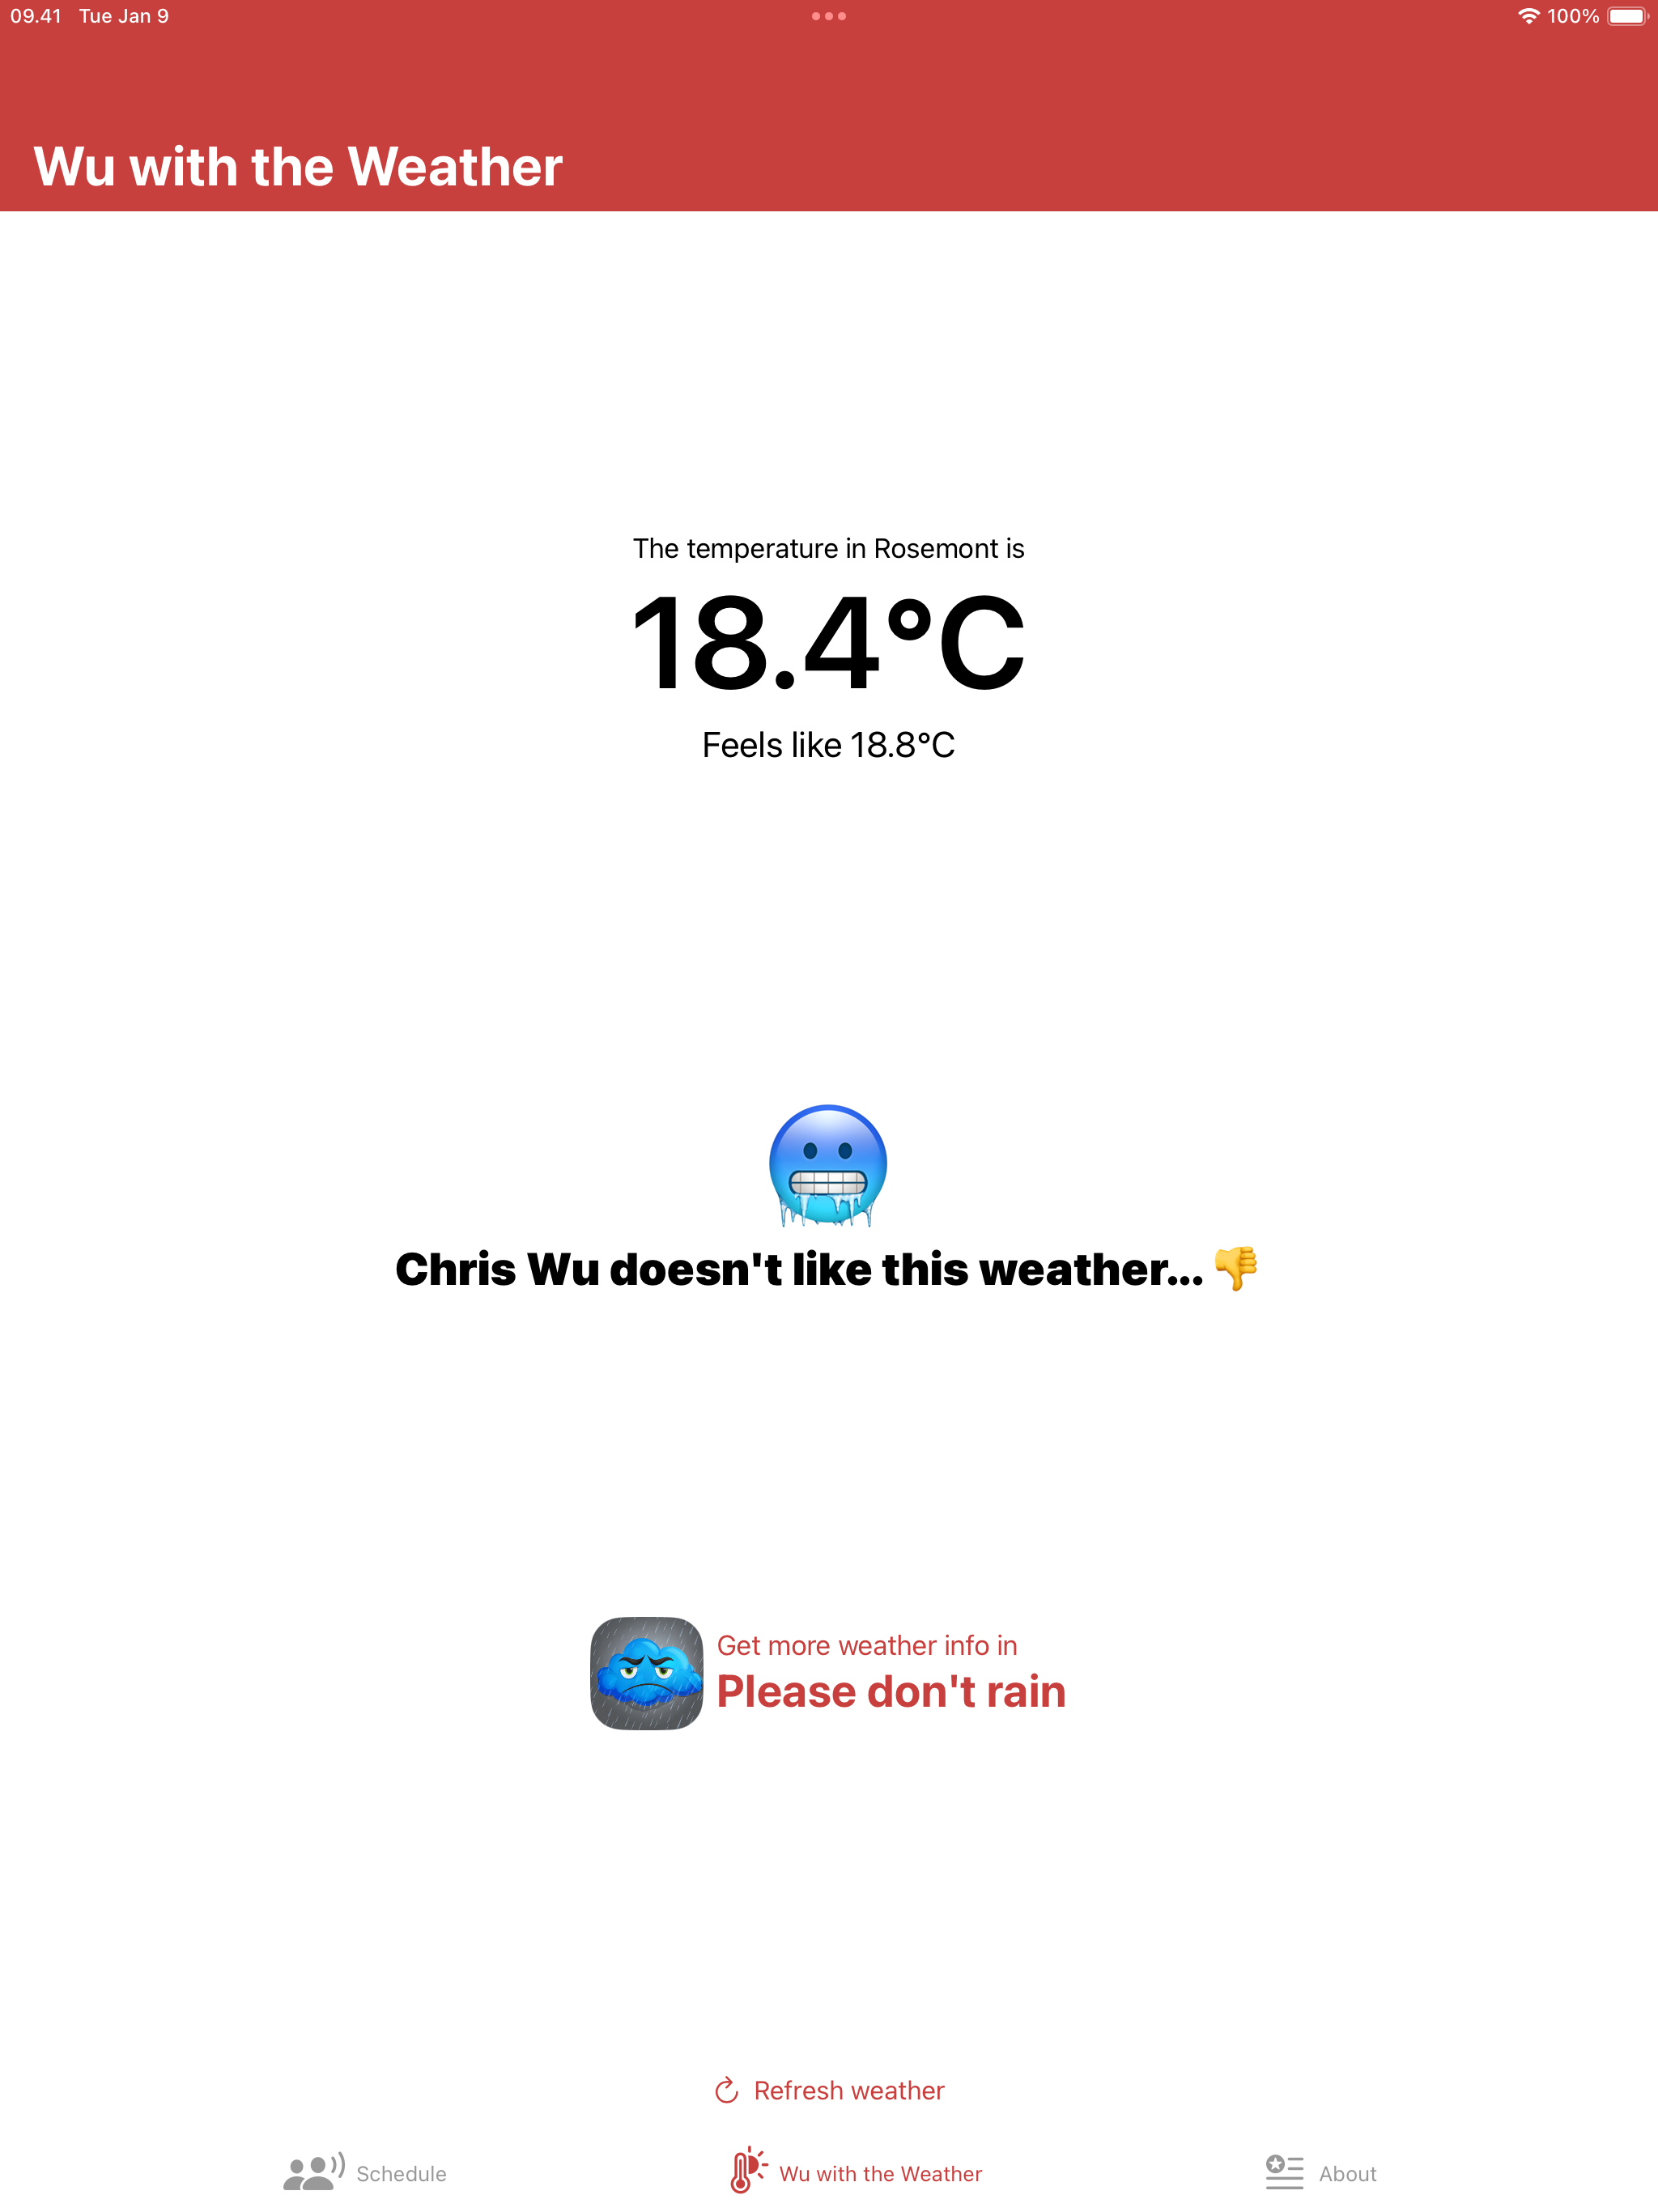 09.41 Tue Jan 9
100%
Wu with the Weather
The temperature in Rosemont is
18.4°C
Feels like 18.8°C
Chris Wu doesn't like this weather... 👎
Get more weather info in
Please don't rain
Refresh weather
Schedule
Wu with the Weather
About